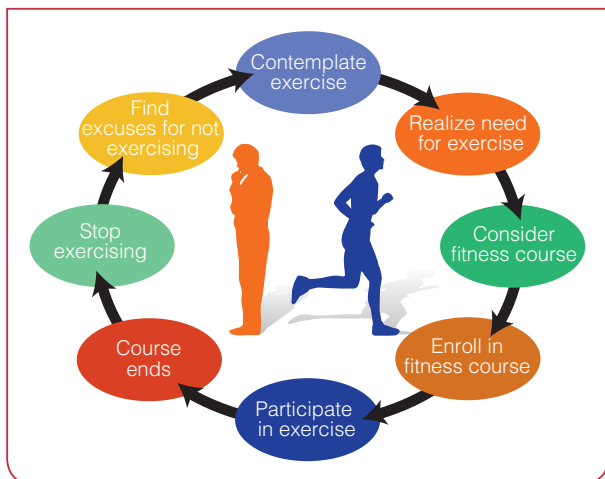 Contemplate
exercise
Realize need
for exercise
Consider
fitness course
Enroll in
fitness course
Participate
in exercise
Course
ends
Stop
exercising
Find
excuses for not
exercising